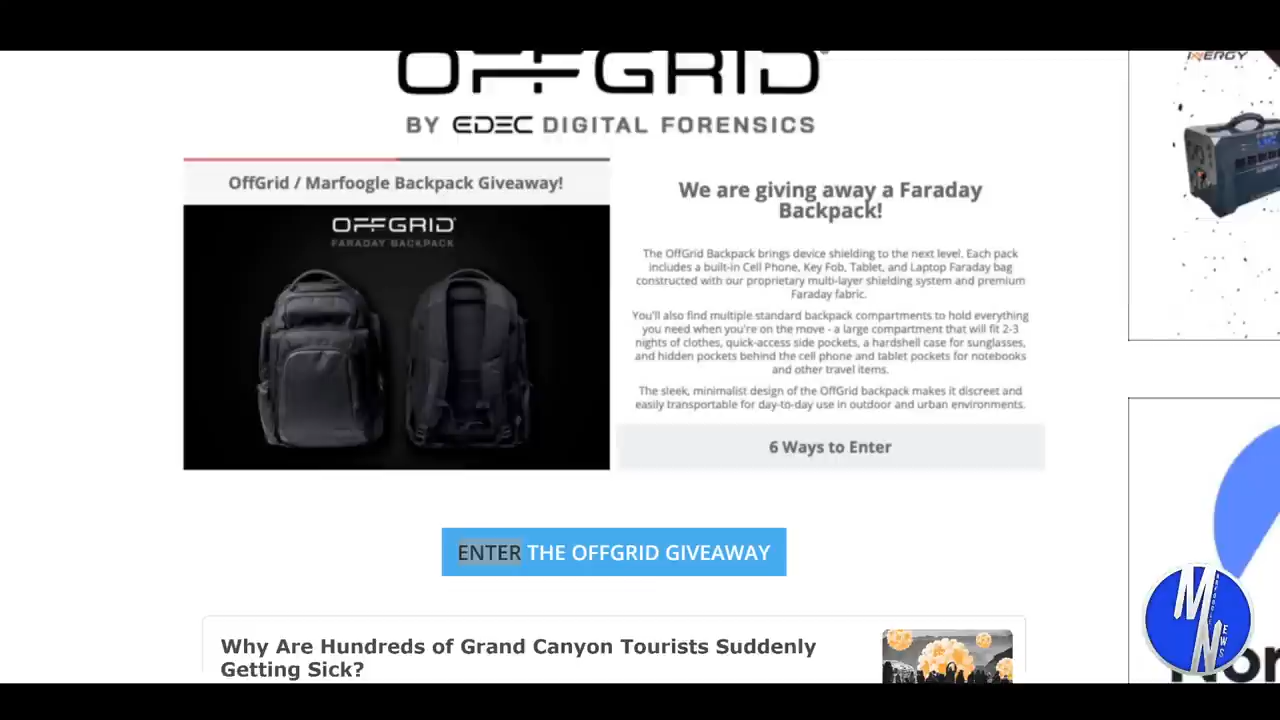 OFFGRID
BY EDEC DIGITAL FORENSICS
OffGrid / Marfoogle Backpack Giveaway!
OFFGRID
FARADAY BACKPACK
We are giving away a Faraday
Backpack!
The OffGrid Backpack brings device shielding to the next level. Each pack
includes a built-in Cell Phone, Key Fob, Tablet, and Laptop Faraday bag
constructed with our proprietary multi-layer shielding system and premium
Faraday fabric.
You'll also find multiple standard backpack compartments to hold everything
you need when you're on the move - a large compartment that will fit 2-3
nights of clothes, quick-access side pockets, a hardshell case for sunglasses,
and hidden pockets behind the cell phone and tablet pockets for notebooks
and other travel items.
The sleek, minimalist design of the OffGrid backpack makes it discreet and
easily transportable for day-to-day use in outdoor and urban environments.
6 Ways to Enter
ENTER THE OFFGRID GIVEAWAY
Why Are Hundreds of Grand Canyon Tourists Suddenly
Getting Sick?